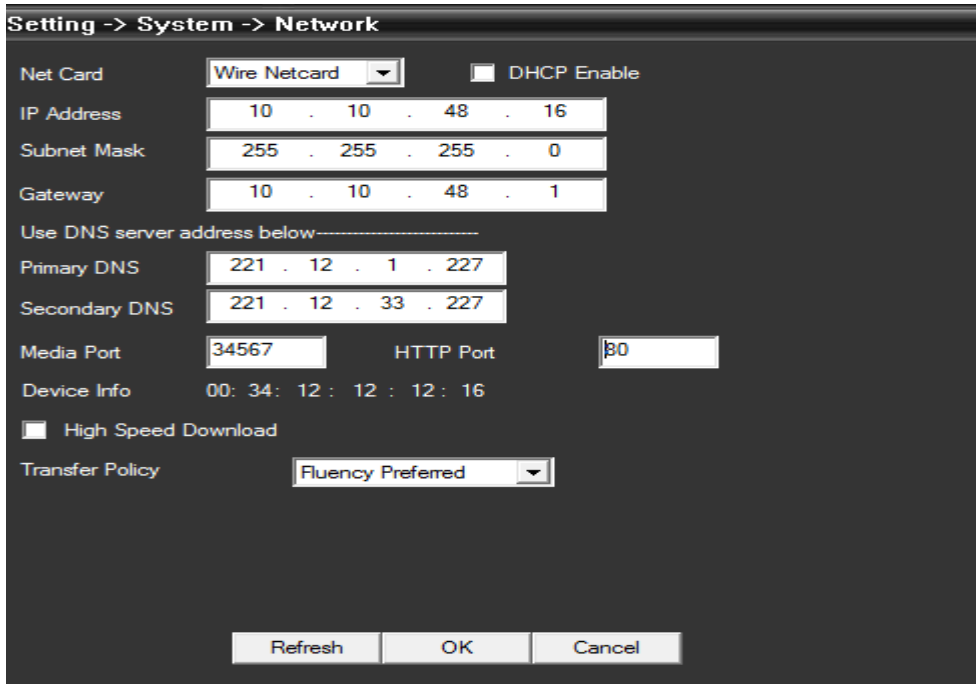 Setting -> System -> Network
Net Card Wire Netcard DHCP Enable
IP Address 10 . 10 . 48 . 16
Subnet Mask 255 . 255 . 255 . 0
Gateway 10 . 10 . 48 . 1
Use DNS server address below---------------------------
Primary DNS 221 . 12 . 1 . 227
Secondary DNS 221 . 12 . 33 . 227
Media Port 34567 HTTP Port 80
Device Info 00: 34: 12 : 12 : 12 : 16
High Speed Download
Transfer Policy Fluency Preferred
Refresh OK Cancel